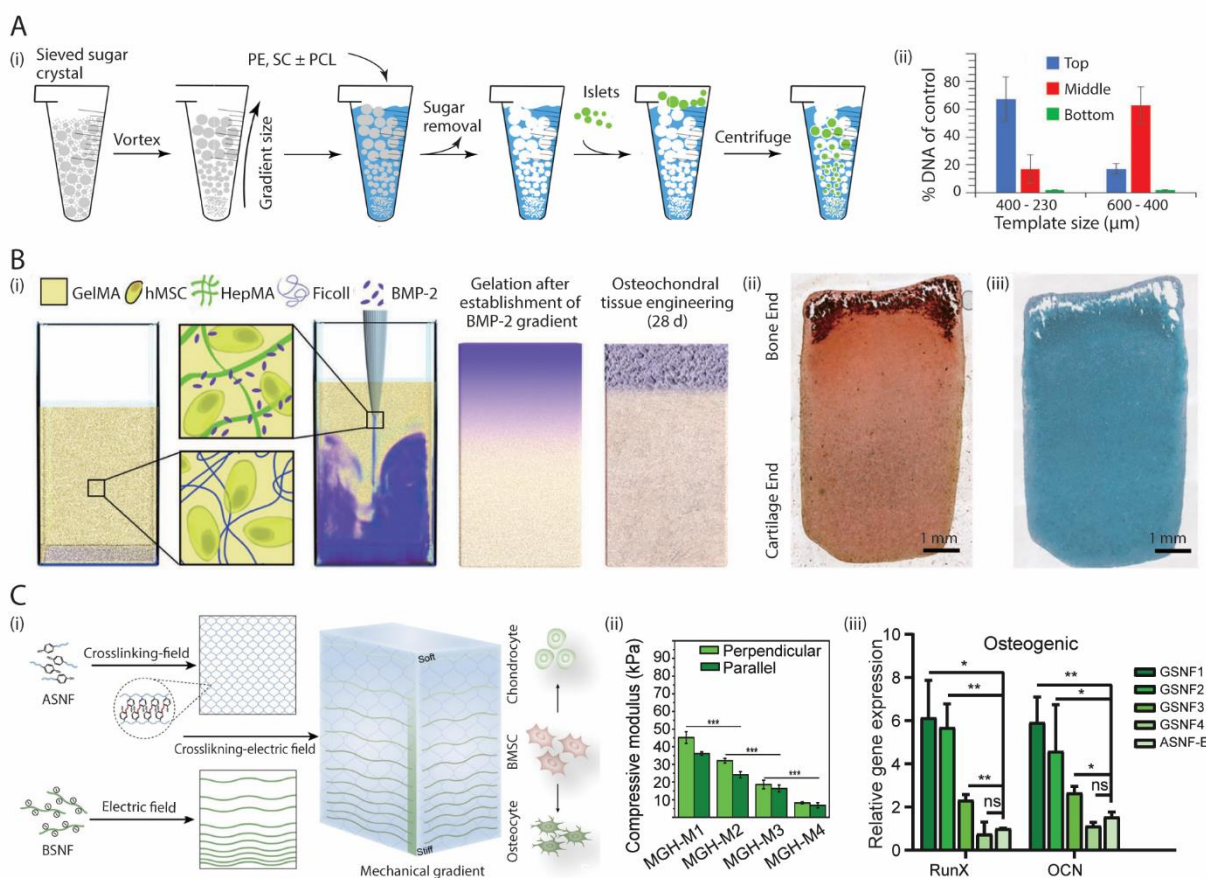 A
(i)
Sieved sugar
crystal
Vortex
Gradient size
PE, SC ± PCL
Sugar
removal
Islets
Centrifuge
(ii)
% DNA of control
80
60
40
20
0
Top
Middle
Bottom
400 - 230
600 - 400
Template size (µm)
B
(i)
GelMA
hMSC
HepMA
Ficoll
BMP-2
Gelation after
establishment of
BMP-2 gradient
Osteochondral
tissue engineering
(28 d)
(ii)
Bone End
Cartilage End
1 mm
(iii)
1 mm
C
(i)
ASNF
Crosslinking-field
Crosslikning-electric field
BSNF
Electric field
Soft
Stiff
Mechanical gradient
Chondrocyte
BMSC
Osteocyte
(ii)
Compressive modulus (kPa)
90
80
70
60
50
40
30
20
10
Perpendicular
Parallel
***
***
***
MGH-M1
MGH-M2
MGH-M3
MGH-M4
(iii)
Osteogenic
Relative gene expression
9
6
3
0
*
**
**
ns
**
*
*
ns
RunX
OCN
GSNF1
GSNF2
GSNF3
GSNF4
ASNF-E